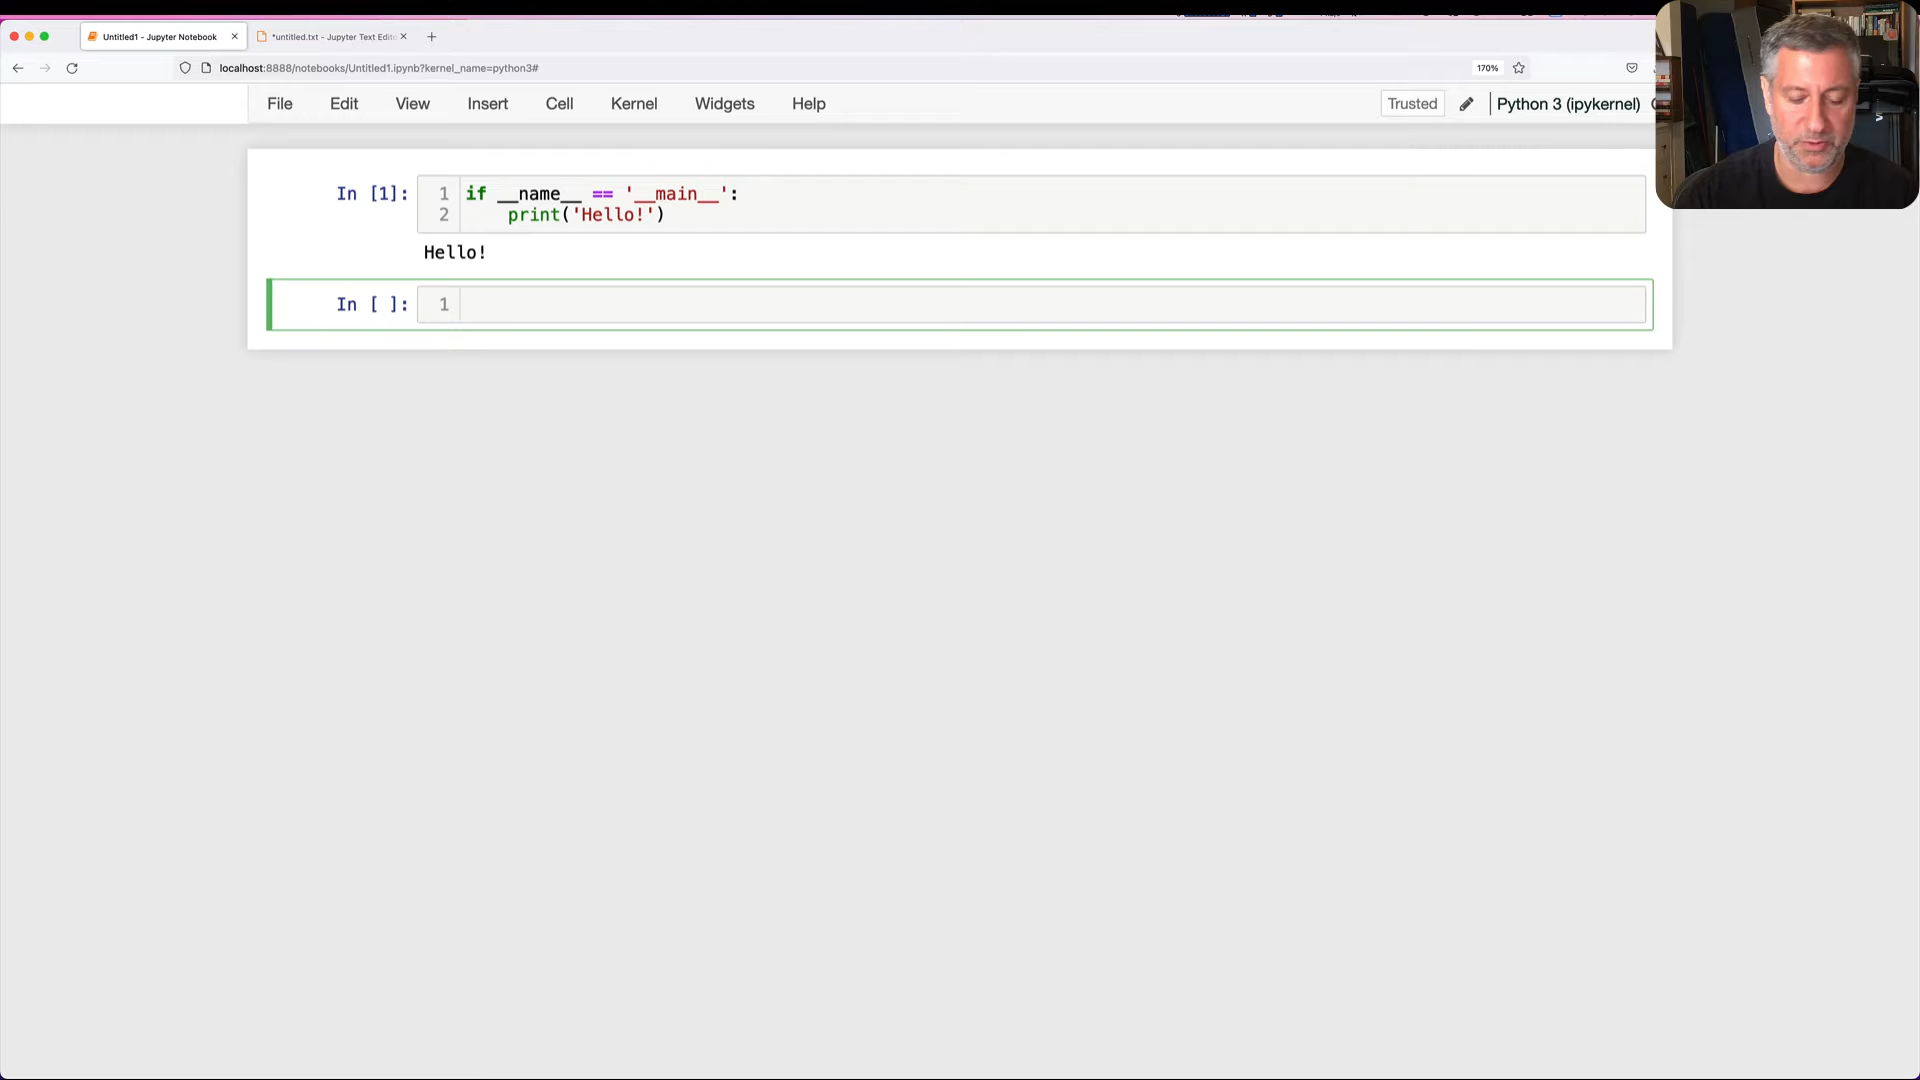 Untitled1 - Jupyter Notebook
*untitled.txt - Jupyter Text Edit
localhost:8888/notebooks/Untitled1.ipynb?kernel_name=python3#
170%
File Edit View Insert Cell Kernel Widgets Help
Trusted
Python 3 (ipykernel)
In [1]:
1 if __name__ == '__main__':
2 print('Hello!')
Hello!
In [ ]:
1